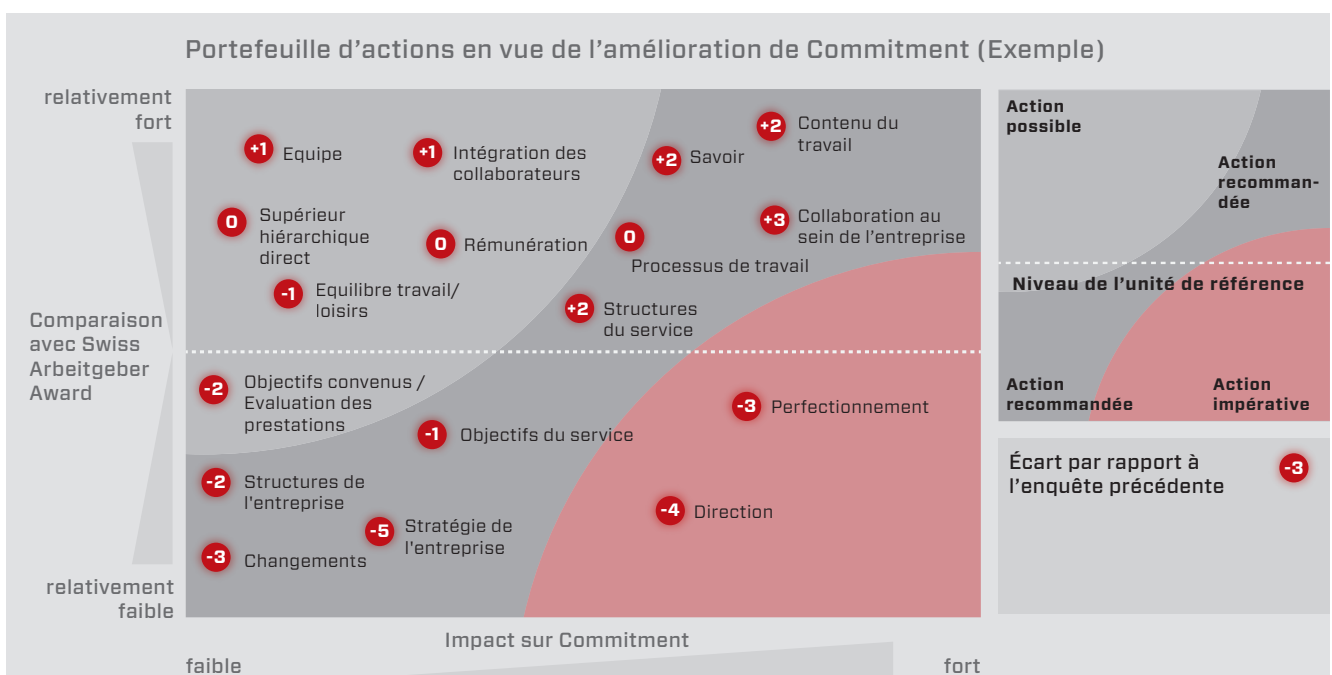 Portefeuille d’actions en vue de l’amélioration de Commitment (Exemple)
relativement
fort
Comparaison
avec Swiss
Arbeitgeber
Award
relativement
faible
+1
Equipe
+1
Intégration des
collaborateurs
+2
Savoir
+2
Contenu du
travail
0
Supérieur
hiérarchique
direct
0
Rémunération
0
Processus de travail
+3
Collaboration au
sein de l’entreprise
-1
Equilibre travail/
loisirs
+2
Structures
du service
-2
Objectifs convenus /
Evaluation des
prestations
-1
Objectifs du service
-3
Perfectionnement
-2
Structures de
l'entreprise
-5
Stratégie de
l'entreprise
-4
Direction
-3
Changements
Impact sur Commitment
faible
fort
Action
possible
Action
recomman-
dée
Niveau de l’unité de référence
Action
recommandée
Action
impérative
Écart par rapport à
l’enquête précédente
-3